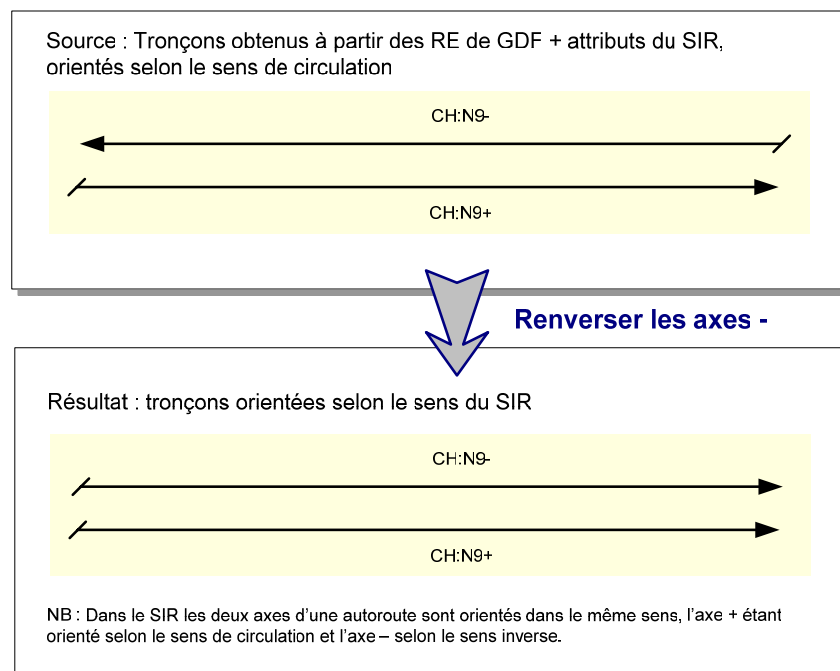 Source : Tronçons obtenus à partir des RE de GDF + attributs du SIR,
orientés selon le sens de circulation
CH:N9-
CH:N9+
Renverser les axes -
Résultat : tronçons orientées selon le sens du SIR
CH:N9-
CH:N9+
NB : Dans le SIR les deux axes d'une autoroute sont orientés dans le même sens, l'axe + étant
orienté selon le sens de circulation et l'axe – selon le sens inverse.